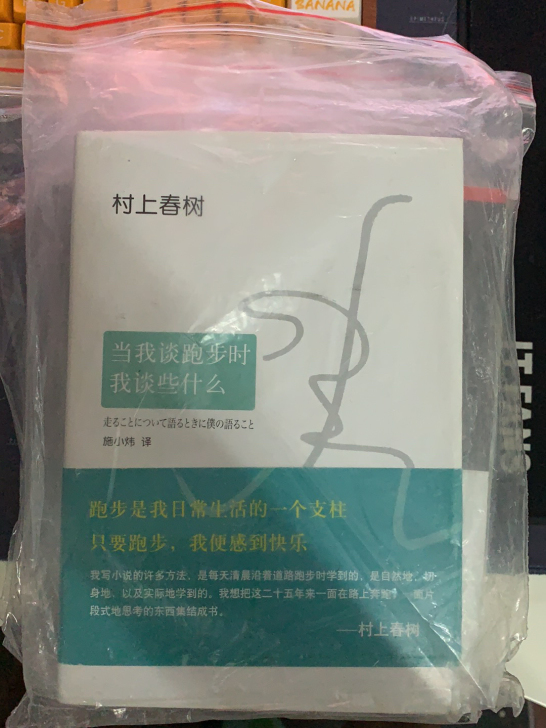 BANANA
村上春树
当我谈跑步时
我谈些什么
走ることについて語るときに僕の語ること
施小炜 译
跑步是我日常生活的一个支柱
只要跑步，我便感到快乐
我写小说的许多方法，是每天清晨沿着道路跑步时学到的，是自然地、切
身地、以及实际地学到的。我想把这二十五年来一面在路上奔跑，一面片
段式地思考的东西集结成书。
——村上春树
IT FANS